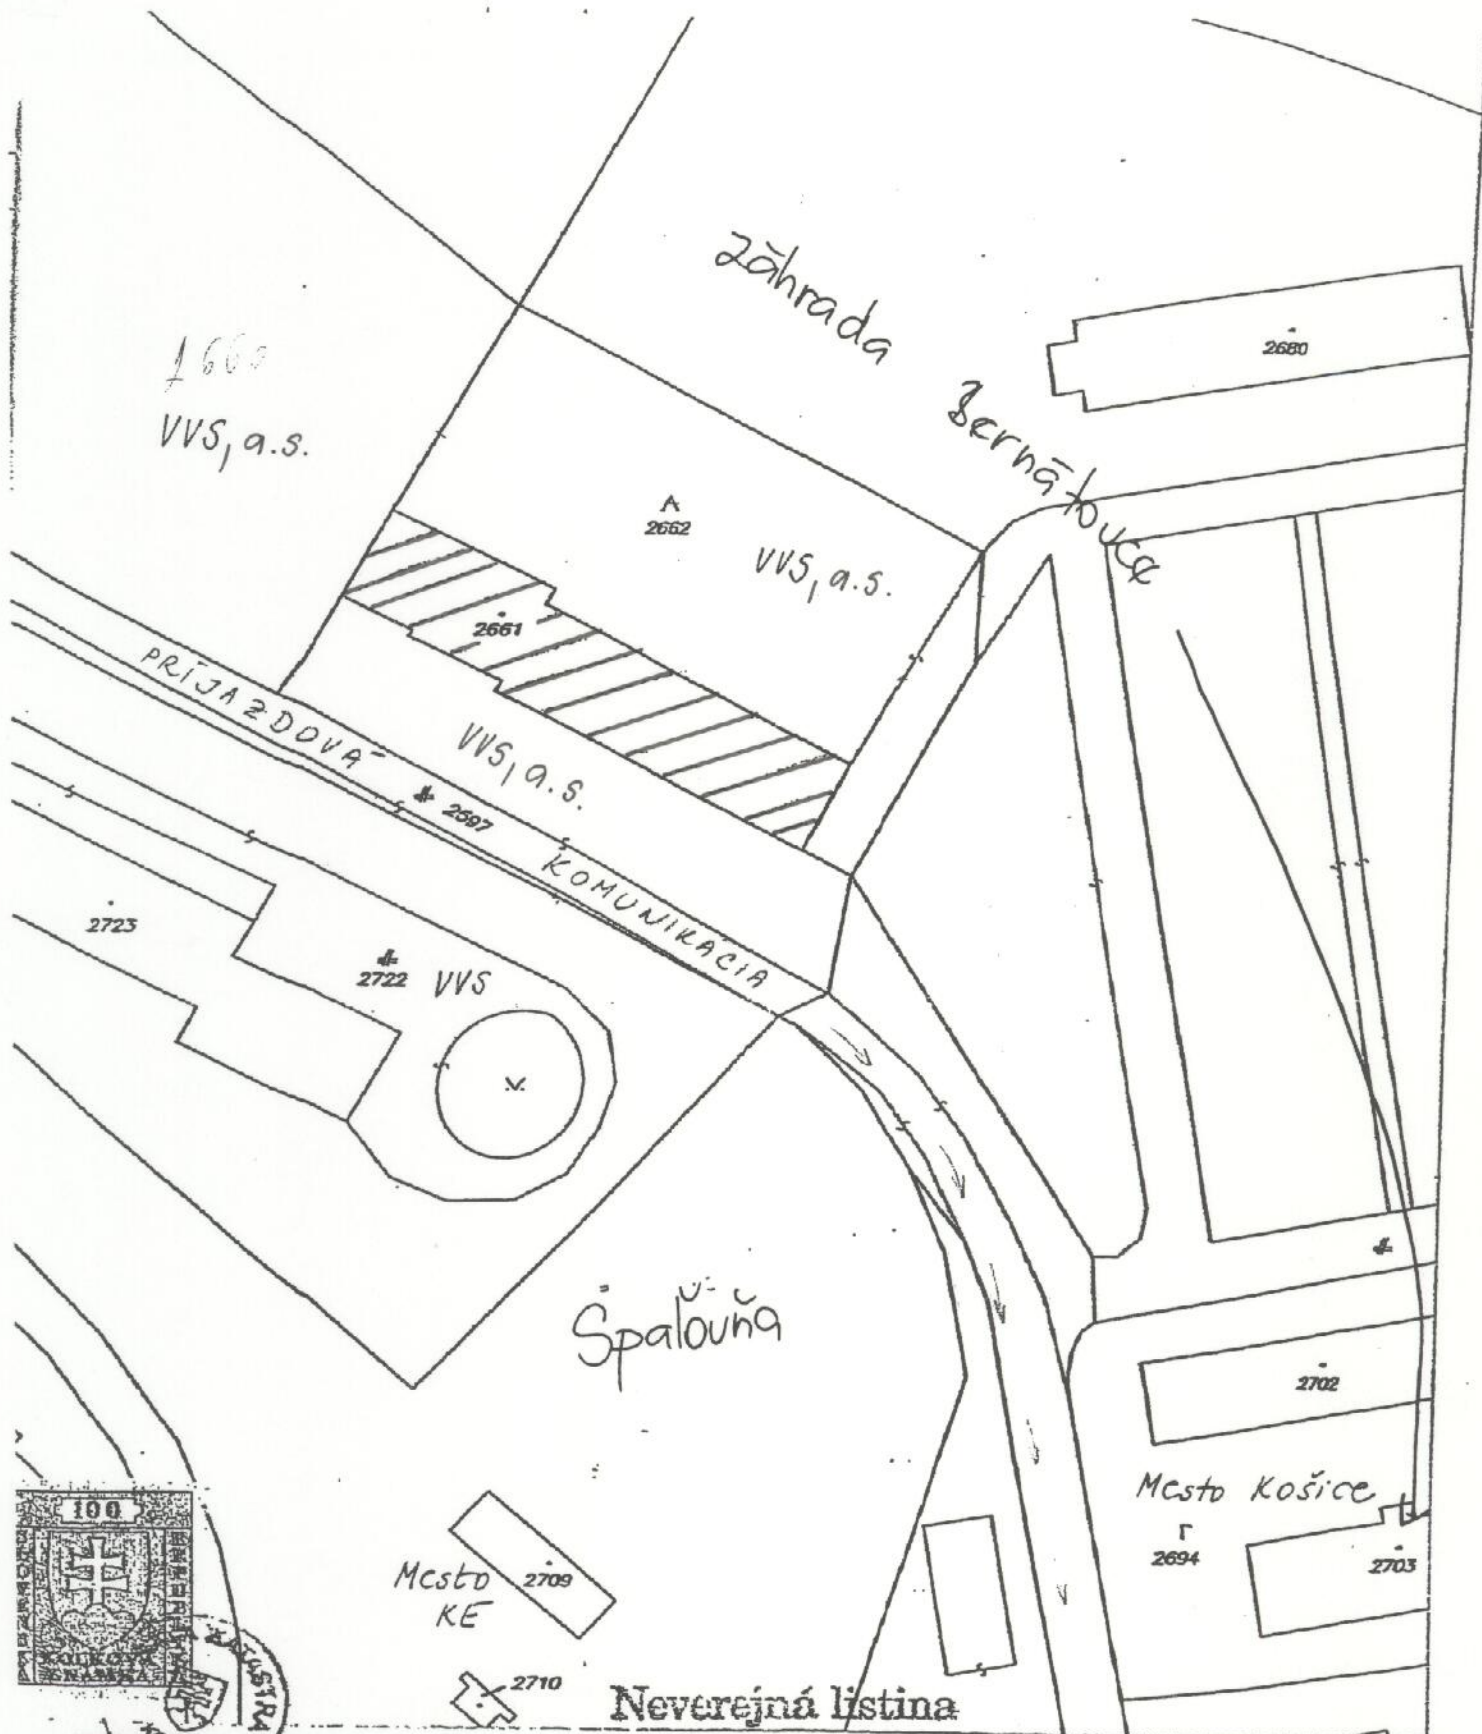 záhrada
Bernátovce
2680
1660
VVS, a.s.
2662
VVS, a.s.
2661
PRÍJAZDOVÁ
VVS, a.s.
2697
KOMUNIKÁCIA
2723
2722 VVS
Spaľovňa
2702
100
KOLKOVÁ
ZNÁMKA
Mesto Košice
2694
2703
Mesto
KE
2709
2710
Neverejná listina